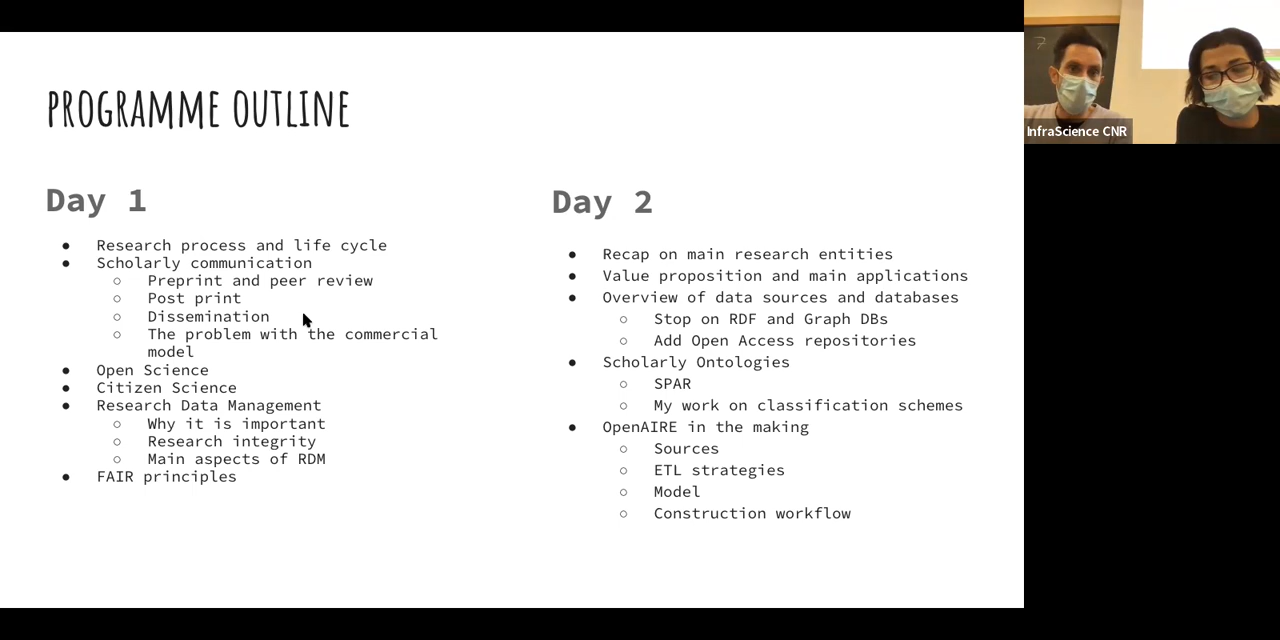 PROGRAMME OUTLINE
Day 1
● Research process and life cycle
● Scholarly communication
○ Preprint and peer review
○ Post print
○ Dissemination
○ The problem with the commercial
model
● Open Science
● Citizen Science
● Research Data Management
○ Why it is important
○ Research integrity
○ Main aspects of RDM
● FAIR principles
Day 2
● Recap on main research entities
● Value proposition and main applications
● Overview of data sources and databases
○ Stop on RDF and Graph DBs
○ Add Open Access repositories
● Scholarly Ontologies
○ SPAR
○ My work on classification schemes
● OpenAIRE in the making
○ Sources
○ ETL strategies
○ Model
○ Construction workflow
InfraScience CNR